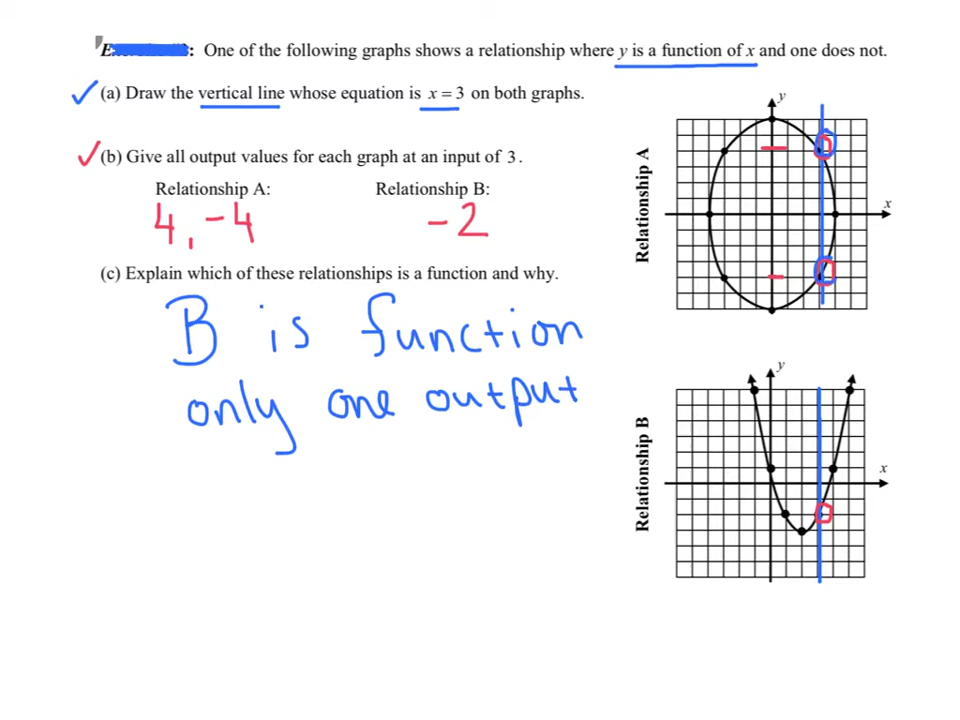 : One of the following graphs shows a relationship where y is a function of x and one does not.
(a) Draw the vertical line whose equation is x = 3 on both graphs.
(b) Give all output values for each graph at an input of 3.
Relationship A: Relationship B:
4, -4 -2
(c) Explain which of these relationships is a function and why.
B is function
only one output
Relationship A
y
x
Relationship B
y
x